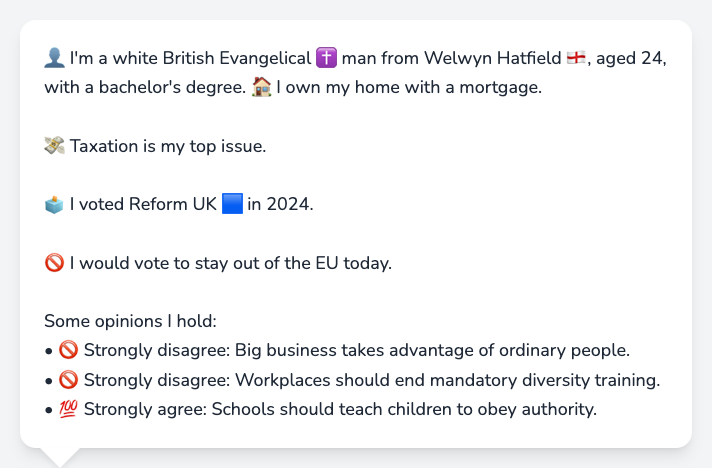 👤 I'm a white British Evangelical ✝️ man from Welwyn Hatfield 🏴󠁧󠁢󠁥󠁮󠁧󠁿, aged 24,
with a bachelor's degree. 🏠 I own my home with a mortgage.
💸 Taxation is my top issue.
🗳️ I voted Reform UK 🟦 in 2024.
🚫 I would vote to stay out of the EU today.
Some opinions I hold:
• 🚫 Strongly disagree: Big business takes advantage of ordinary people.
• 🚫 Strongly disagree: Workplaces should end mandatory diversity training.
• 💯 Strongly agree: Schools should teach children to obey authority.